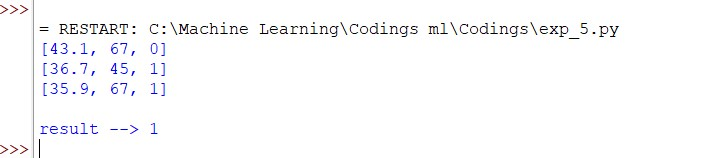 >>>
= RESTART: C:\Machine Learning\Codings ml\Codings\exp_5.py
[43.1, 67, 0]
[36.7, 45, 1]
[35.9, 67, 1]
result --> 1
>>>